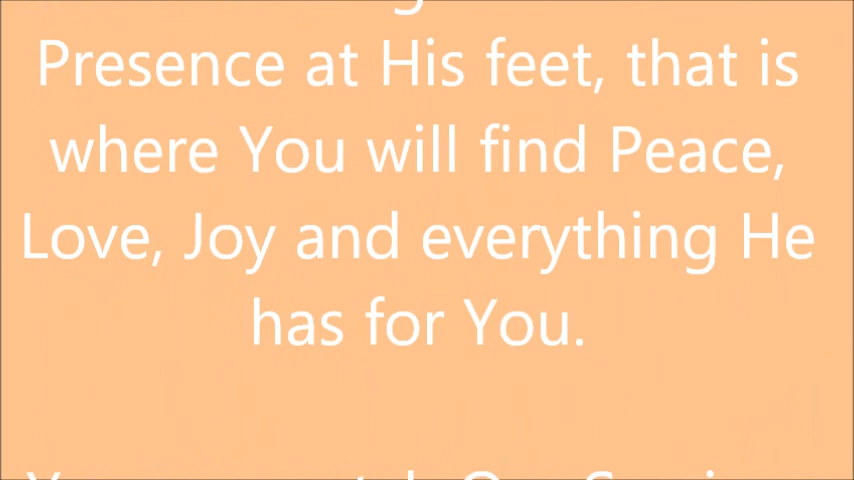 Presence at His feet, that is
where You will find Peace,
Love, Joy and everything He
has for You.